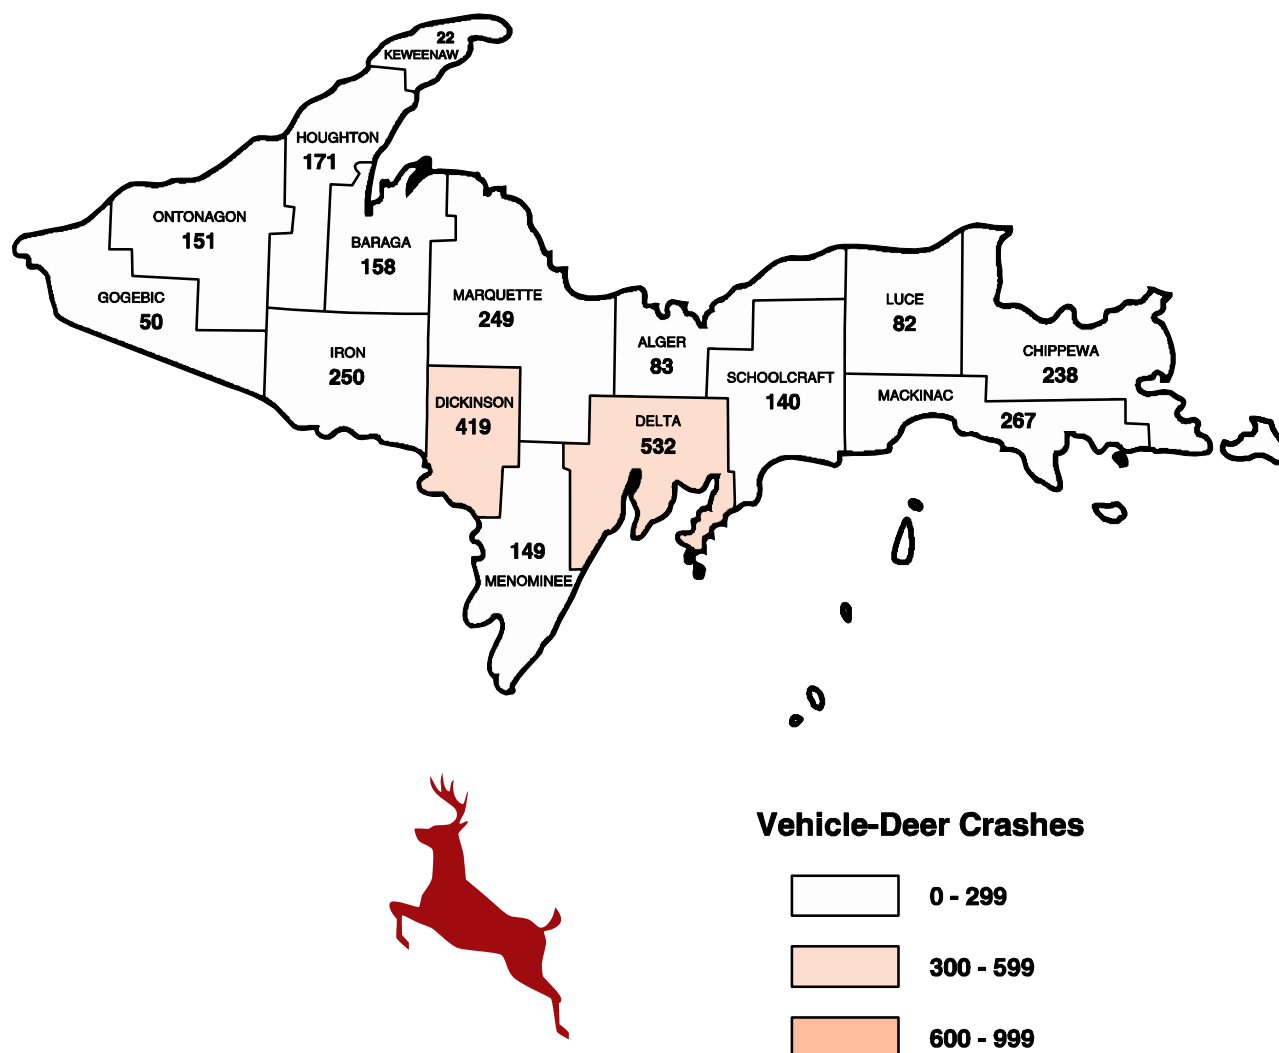 22
KEWEENAW
HOUGHTON
171
ONTONAGON
151
BARAGA
158
GOGEBIC
50
MARQUETTE
249
IRON
250
ALGER
83
LUCE
82
CHIPPEWA
238
SCHOOLCRAFT
140
MACKINAC
267
DICKINSON
419
DELTA
532
149
MENOMINEE
Vehicle-Deer Crashes
0 - 299
300 - 599
600 - 999